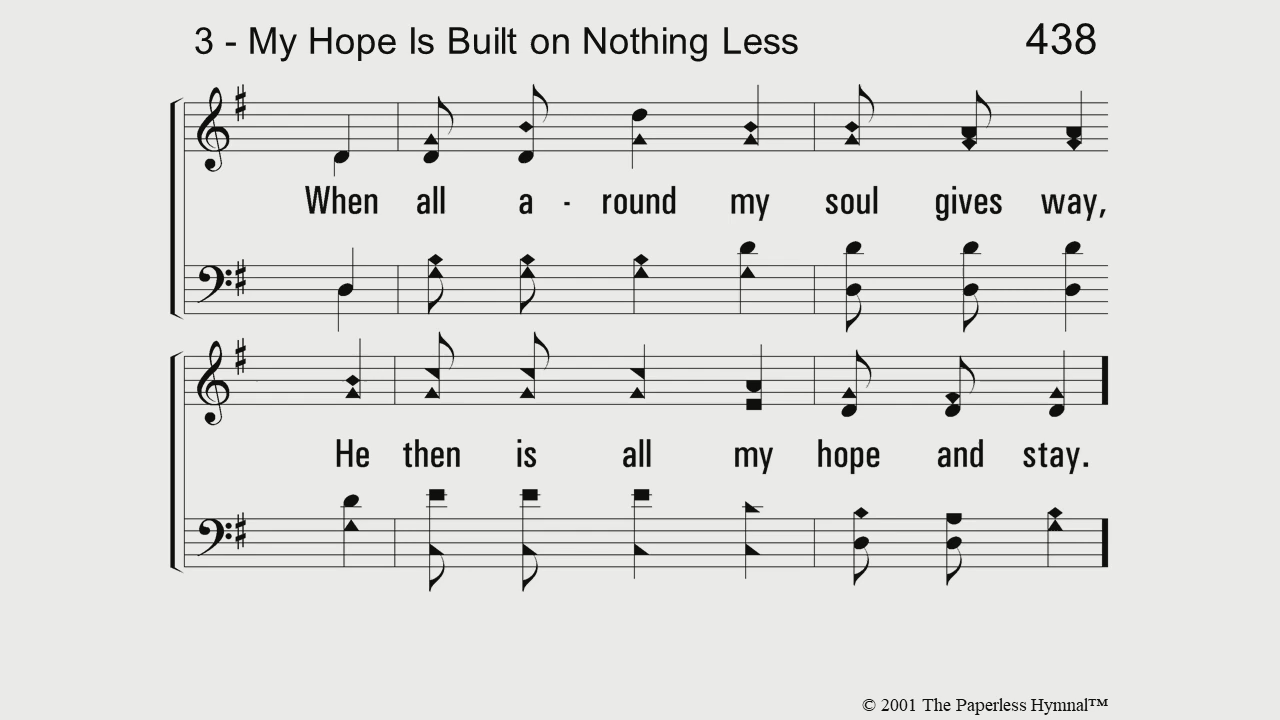 3 - My Hope Is Built on Nothing Less 438
When all a - round my soul gives way,
He then is all my hope and stay.
© 2001 The Paperless Hymnal™